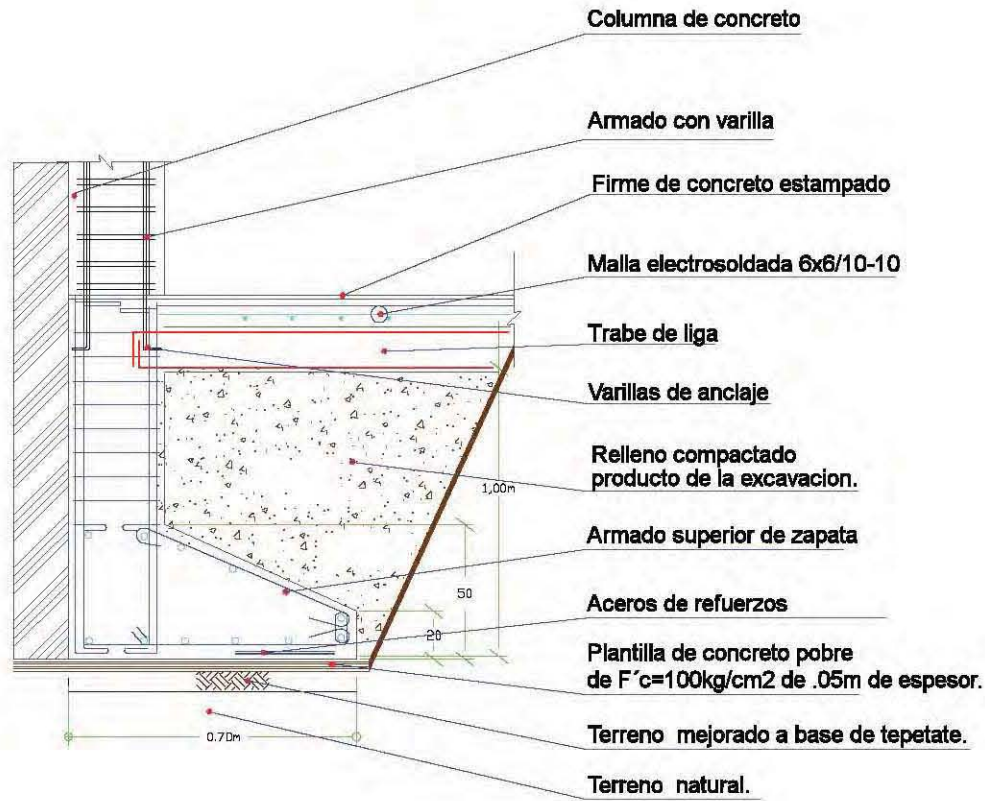 Columna de concreto
Armado con varilla
Firme de concreto estampado
Malla electrosoldada 6x6/10-10
Trabe de liga
Varillas de anclaje
Relleno compactado
producto de la excavacion.
1,00m
Armado superior de zapata
50
Aceros de refuerzos
20
Plantilla de concreto pobre
de F´c=100kg/cm2 de .05m de espesor.
Terreno mejorado a base de tepetate.
0.70m
Terreno natural.